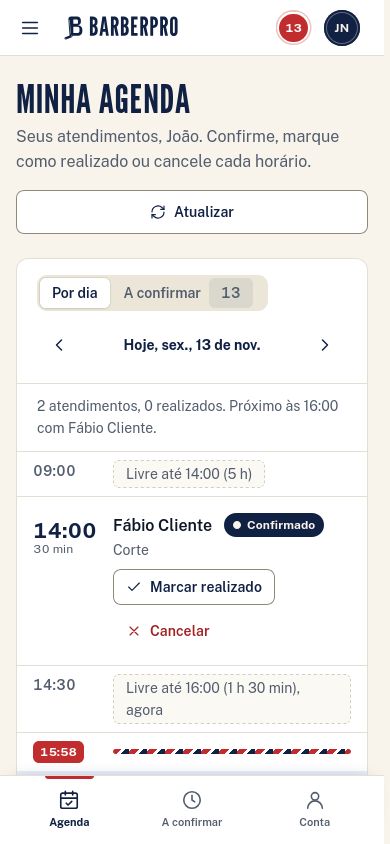 BARBERPRO
13
JN
MINHA AGENDA
Seus atendimentos, João. Confirme, marque
como realizado ou cancele cada horário.
Atualizar
Por dia
A confirmar
13
Hoje, sex., 13 de nov.
2 atendimentos, 0 realizados. Próximo às 16:00
com Fábio Cliente.
09:00
Livre até 14:00 (5 h)
14:00
30 min
Fábio Cliente
Confirmado
Corte
Marcar realizado
Cancelar
14:30
Livre até 16:00 (1 h 30 min),
agora
15:58
Agenda
A confirmar
Conta